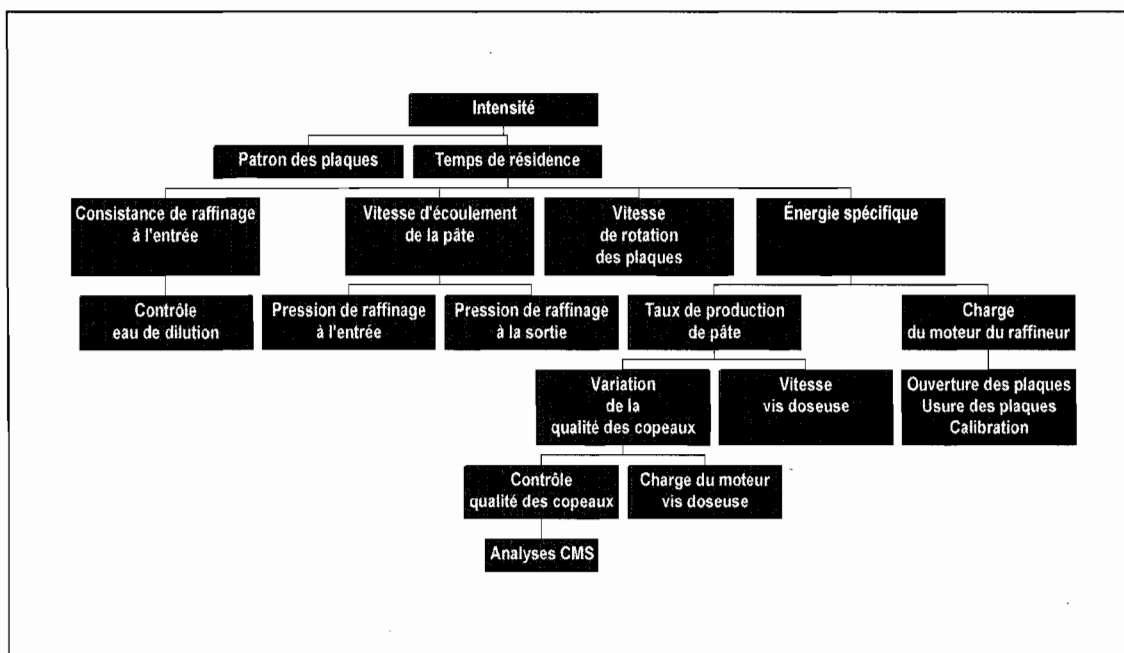 Intensité
Patron des plaques
Temps de résidence
Consistance de raffinage
à l'entrée
Vitesse d'écoulement
de la pâte
Vitesse
de rotation
des plaques
Énergie spécifique
Contrôle
eau de dilution
Pression de raffinage
à l'entrée
Pression de raffinage
à la sortie
Taux de production
de pâte
Charge
du moteur du raffineur
Variation
de la
qualité des copeaux
Vitesse
vis doseuse
Ouverture des plaques
Usure des plaques
Calibration
Contrôle
qualité des copeaux
Charge du moteur
vis doseuse
Analyses CMS